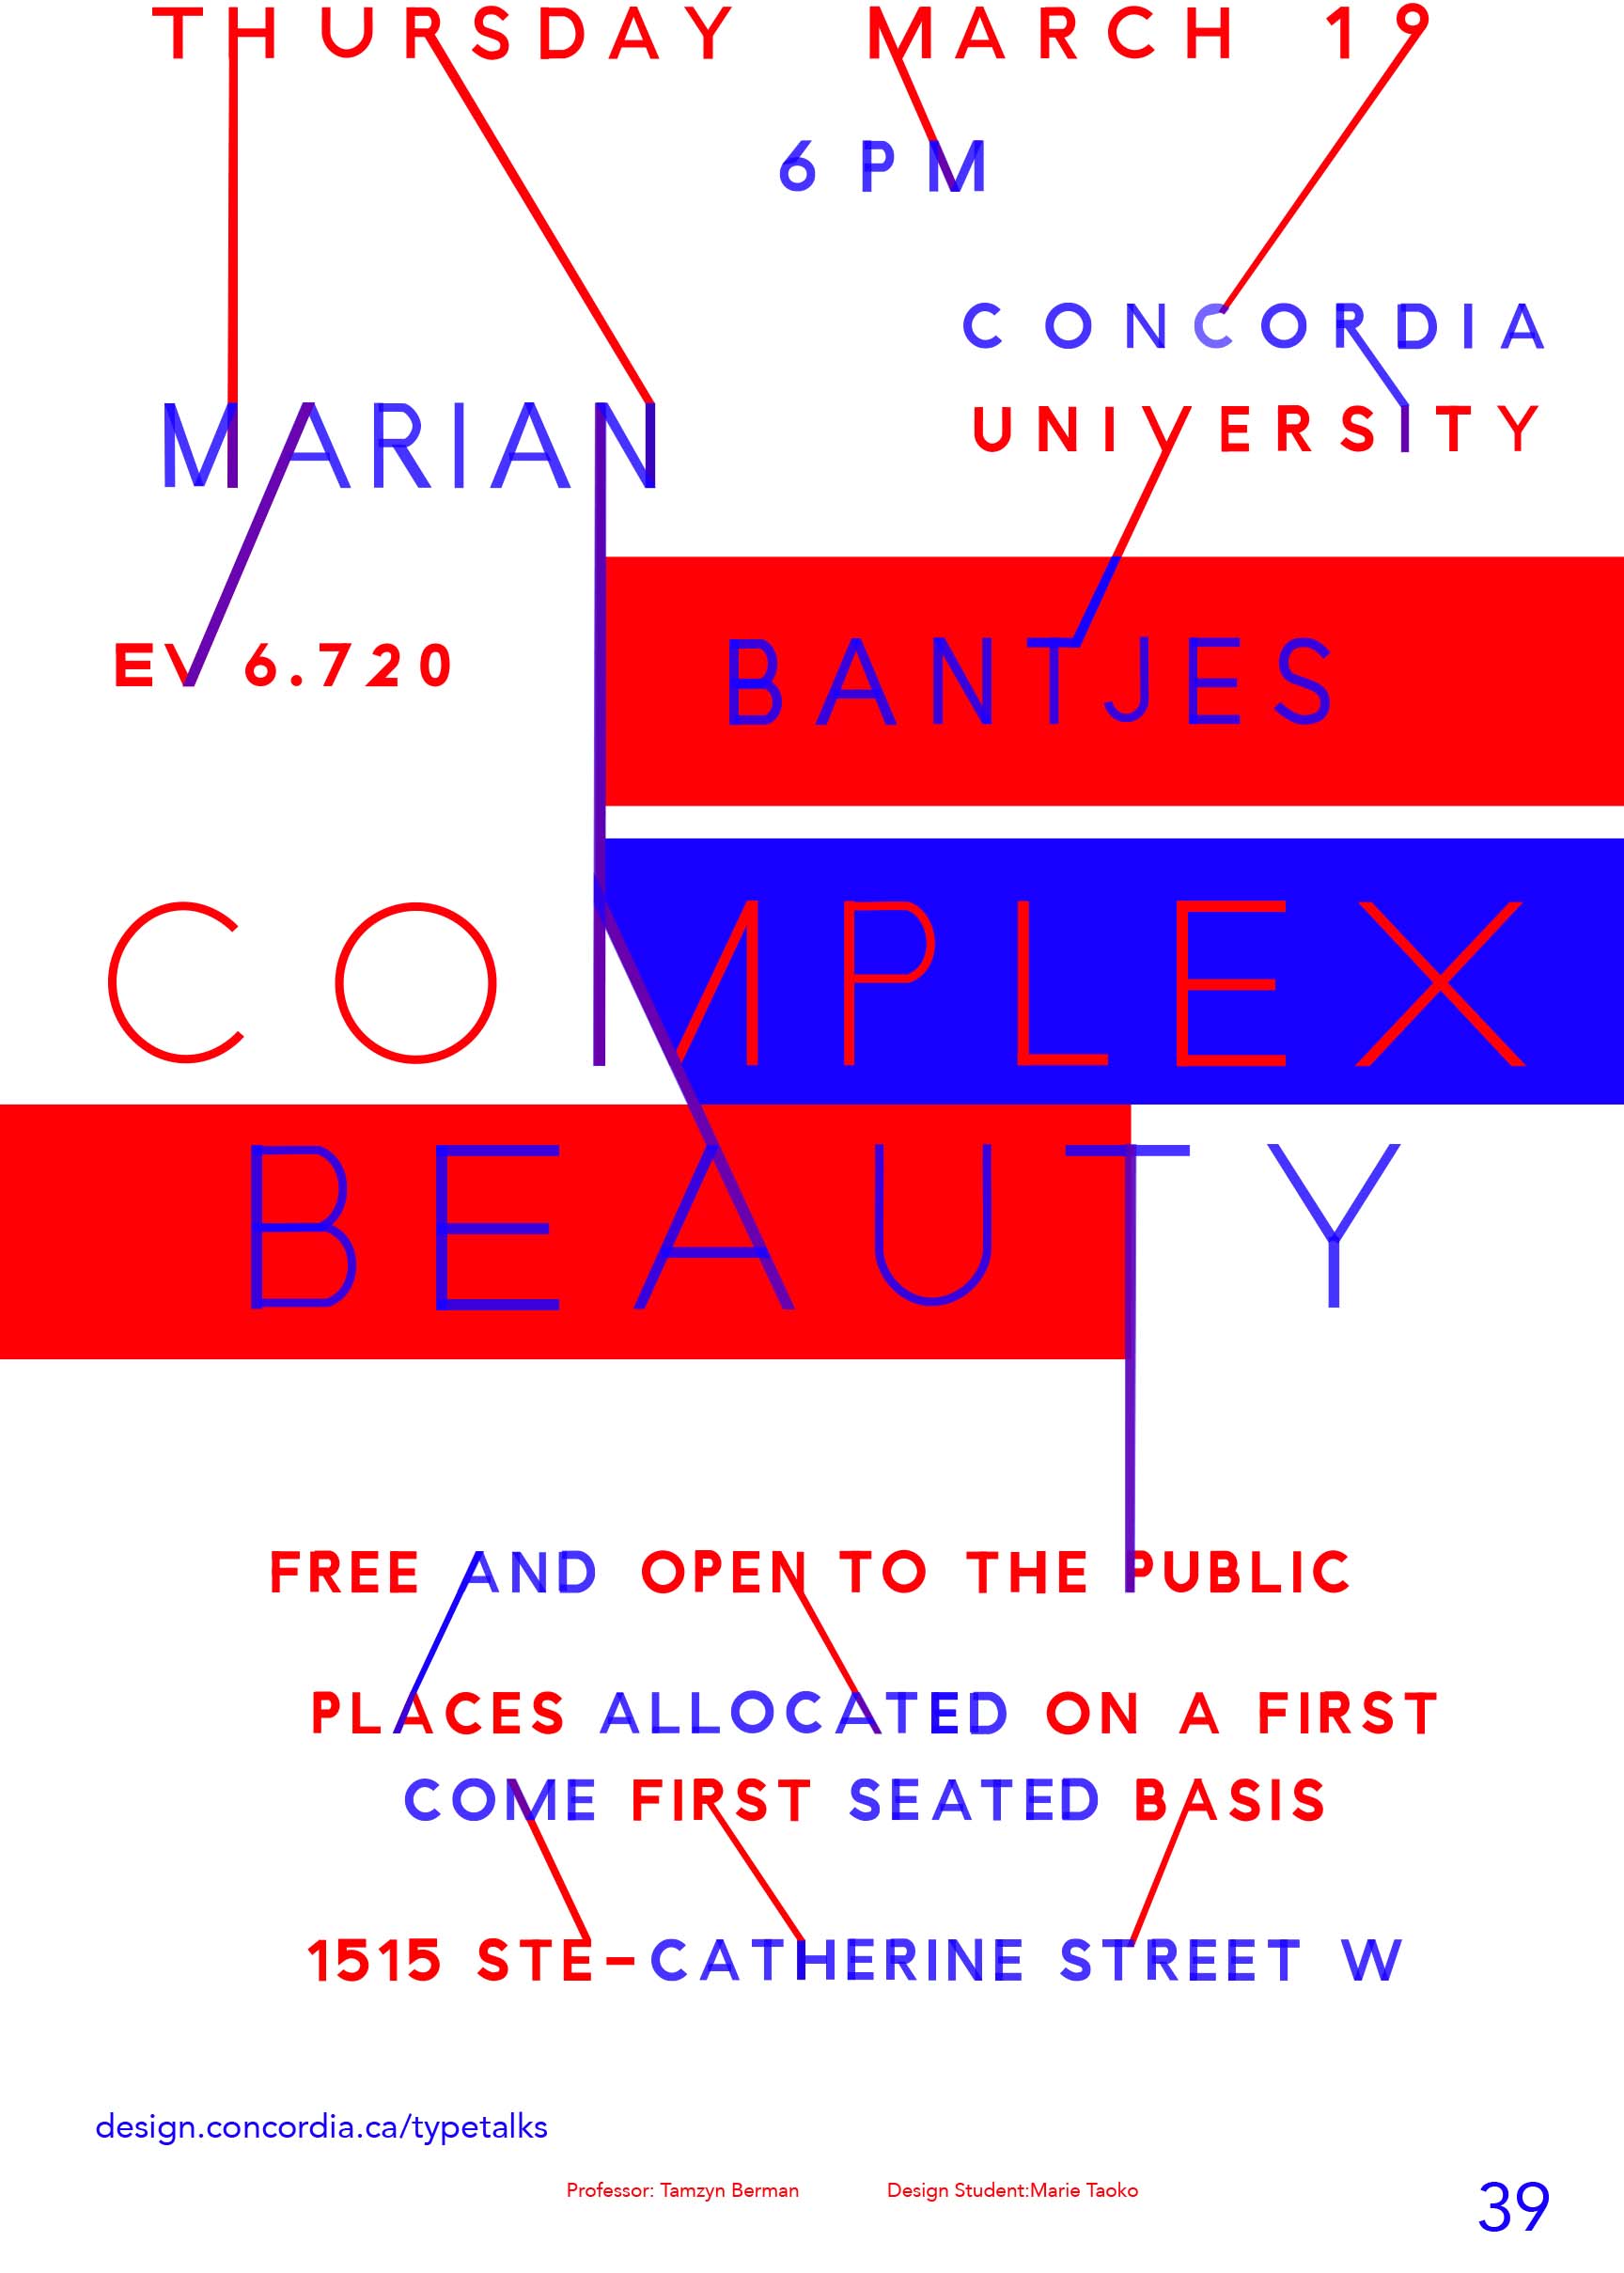 THURSDAY MARCH 19
6 PM
CONCORDIA
UNIVERSITY
MARIAN
EV 6.720
BANTJES
COMPLEX
BEAUTY
FREE AND OPEN TO THE PUBLIC
PLACES ALLOCATED ON A FIRST
COME FIRST SEATED BASIS
1515 STE-CATHERINE STREET W
design.concordia.ca/typetalks
Professor: Tamzyn Berman
Design Student:Marie Taoko
39